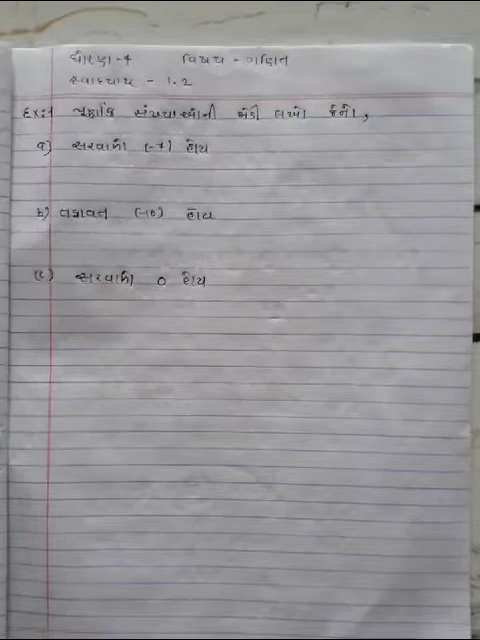 ધોરણ - 7 વિષય - ગણિત
સ્વાધ્યાય - 1.2
Ex:1 પૂર્ણાંક સંખ્યાઓની જોડી લખો જેનો,
a) સરવાળો (-7) હોય
b) તફાવત (-10) હોય
(c) સરવાળો 0 હોય